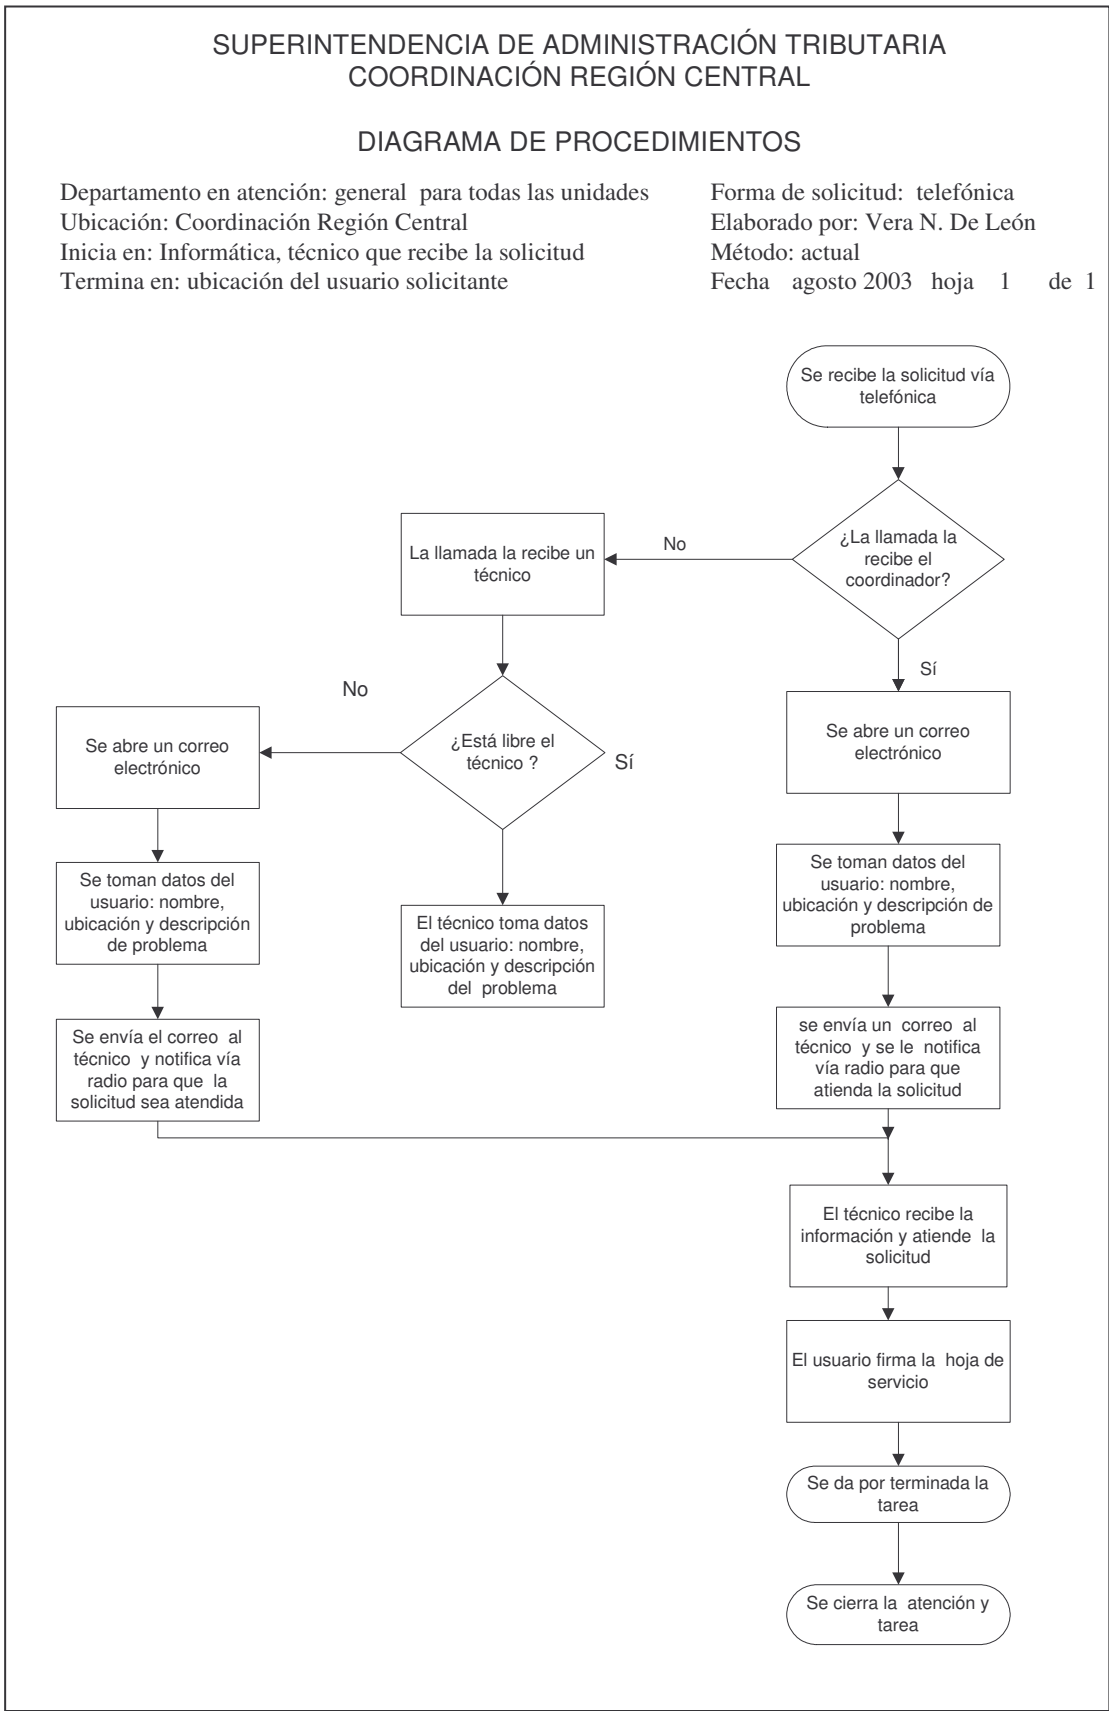 SUPERINTENDENCIA DE ADMINISTRACIÓN TRIBUTARIA
COORDINACIÓN REGIÓN CENTRAL
DIAGRAMA DE PROCEDIMIENTOS
Departamento en atención: general para todas las unidades
Ubicación: Coordinación Región Central
Inicia en: Informática, técnico que recibe la solicitud
Termina en: ubicación del usuario solicitante
Forma de solicitud: telefónica
Elaborado por: Vera N. De León
Método: actual
Fecha agosto 2003 hoja 1 de 1
Se recibe la solicitud vía
telefónica
¿La llamada la
recibe el
coordinador?
No
La llamada la recibe un
técnico
Sí
¿Está libre el
técnico ?
No
Sí
Se abre un correo
electrónico
Se toman datos del
usuario: nombre,
ubicación y descripción
de problema
Se envía el correo al
técnico y notifica vía
radio para que la
solicitud sea atendida
El técnico toma datos
del usuario: nombre,
ubicación y descripción
del problema
Se abre un correo
electrónico
Se toman datos del
usuario: nombre,
ubicación y descripción de
problema
se envía un correo al
técnico y se le notifica
vía radio para que
atienda la solicitud
El técnico recibe la
información y atiende la
solicitud
El usuario firma la hoja de
servicio
Se da por terminada la
tarea
Se cierra la atención y
tarea